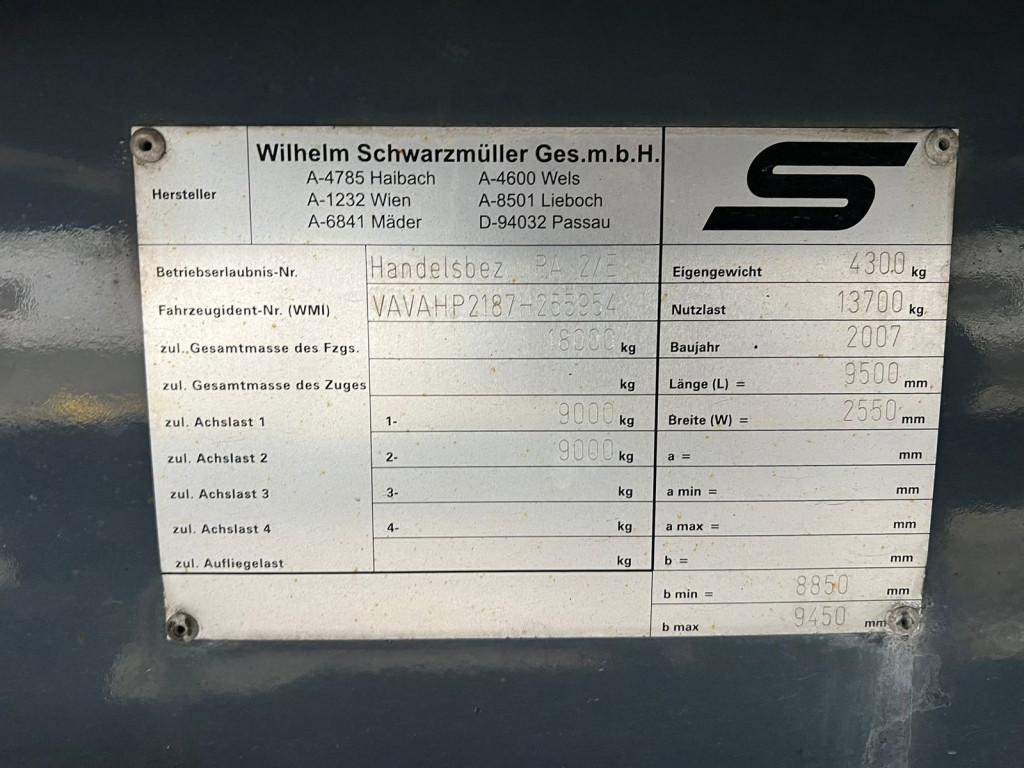 Hersteller
Wilhelm Schwarzmüller Ges.m.b.H.
A-4785 Haibach A-4600 Wels
A-1232 Wien A-8501 Lieboch
A-6841 Mäder D-94032 Passau
Betriebserlaubnis-Nr. Handelsbez. PA 2/E
Fahrzeugident-Nr. (WMI) VAVAHP2187H265954
zul. Gesamtmasse des Fzgs. 18000 kg
zul. Gesamtmasse des Zuges kg
zul. Achslast 1 1- 9000 kg
zul. Achslast 2 2- 9000 kg
zul. Achslast 3 3- kg
zul. Achslast 4 4- kg
zul. Aufliegelast kg
Eigengewicht 4300 kg
Nutzlast 13700 kg
Baujahr 2007
Länge (L) = 9500 mm
Breite (W) = 2550 mm
a = mm
a min = mm
a max = mm
b = mm
b min = 8850 mm
b max 9450 mm